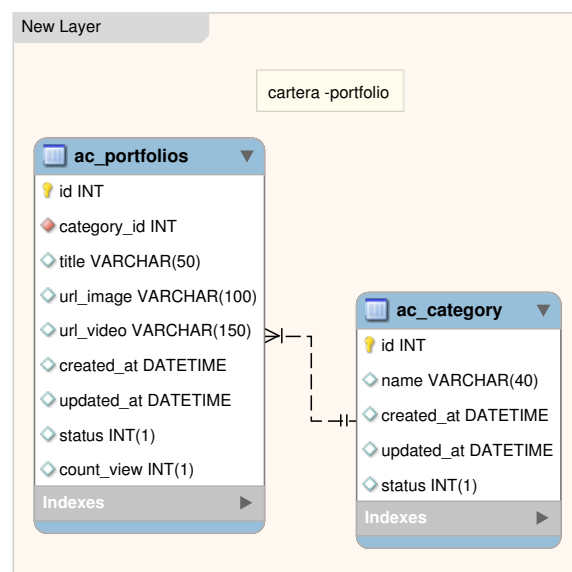 New Layer
cartera -portfolio
ac_portfolios
id INT
category_id INT
title VARCHAR(50)
url_image VARCHAR(100)
url_video VARCHAR(150)
created_at DATETIME
updated_at DATETIME
status INT(1)
count_view INT(1)
Indexes
ac_category
id INT
name VARCHAR(40)
created_at DATETIME
updated_at DATETIME
status INT(1)
Indexes